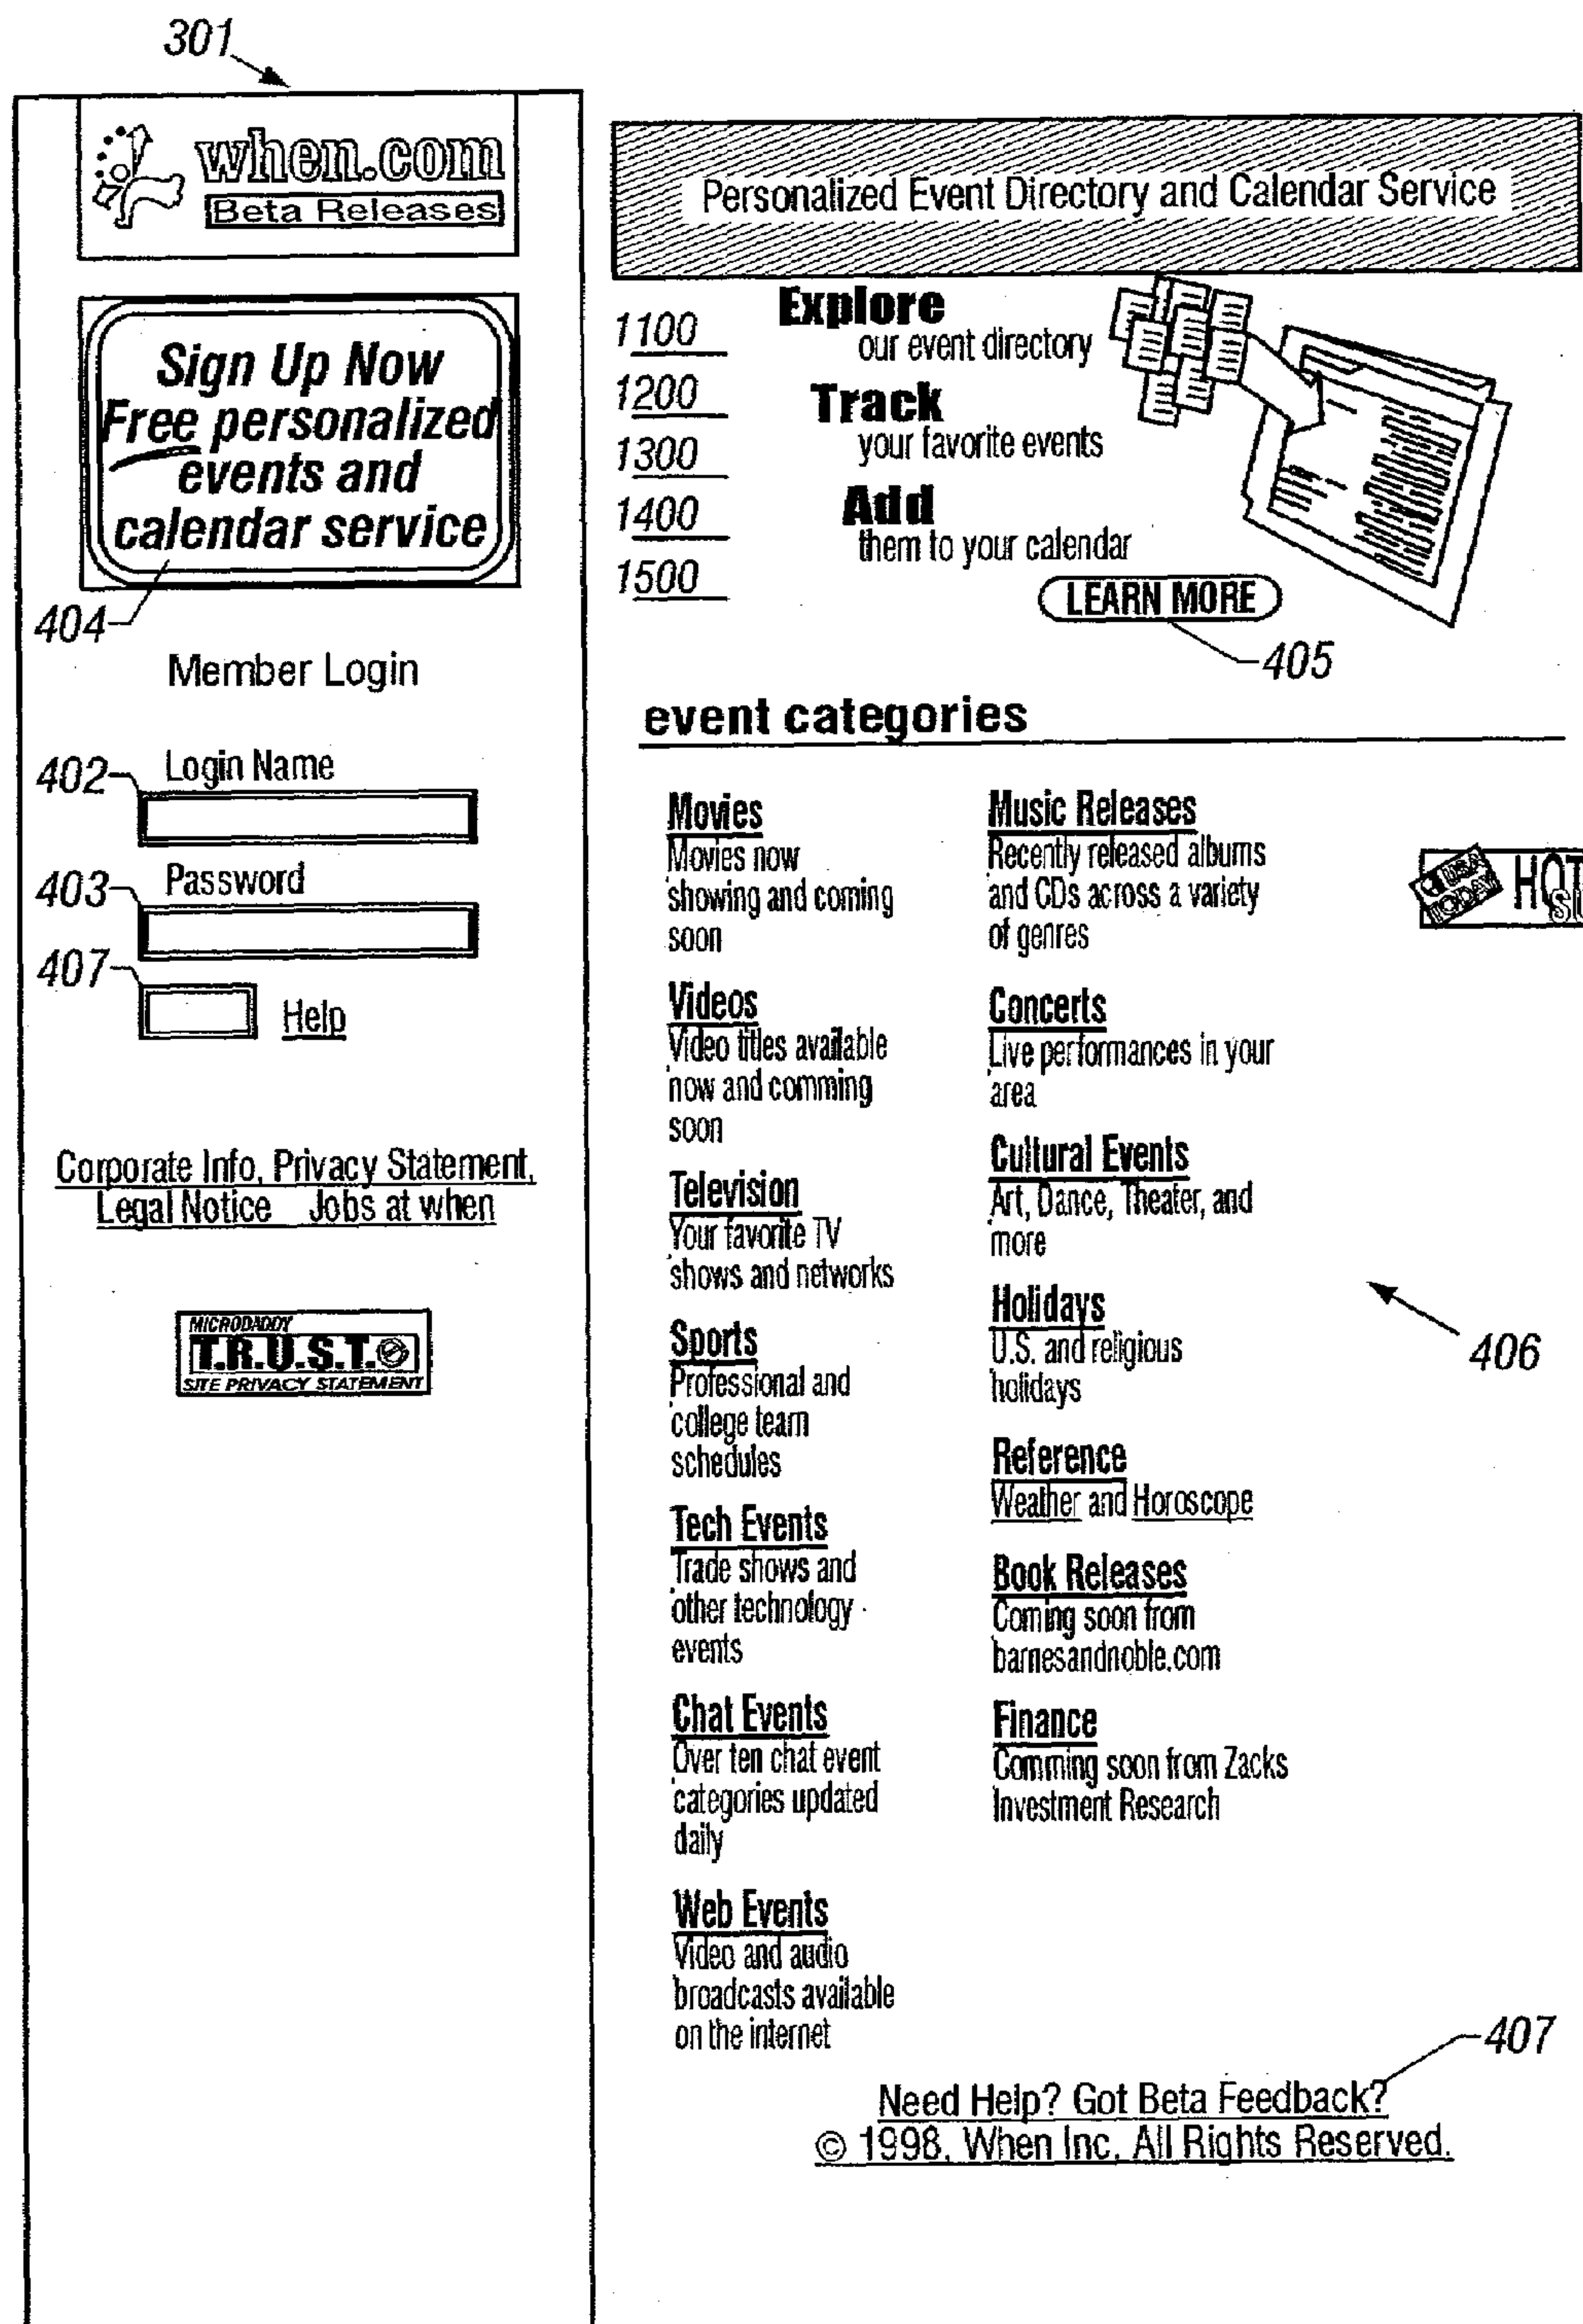 301
when.com
Beta Releases
Sign Up Now
Free personalized
events and
calendar service
404
Member Login
402
Login Name
403
Password
407
Help
Corporate Info, Privacy Statement,
Legal Notice Jobs at when
MICRODADDY
T.R.U.S.T.e
SITE PRIVACY STATEMENT
Personalized Event Directory and Calendar Service
1100
1200
1300
1400
1500
Explore
our event directory
Track
your favorite events
Add
them to your calendar
LEARN MORE
405
event categories
Movies
Movies now
showing and coming
soon
Videos
Video titles available
now and comming
soon
Television
Your favorite TV
shows and networks
Sports
Professional and
college team
schedules
Tech Events
Trade shows and
other technology
events
Chat Events
Over ten chat event
categories updated
daily
Web Events
Video and audio
broadcasts available
on the internet
Music Releases
Recently released albums
and CDs across a variety
of genres
Concerts
Live performances in your
area
Cultural Events
Art, Dance, Theater, and
more
Holidays
U.S. and religious
holidays
Reference
Weather and Horoscope
Book Releases
Coming soon from
barnesandnoble.com
Finance
Comming soon from Zacks
Investment Research
USA
TODAY
HOT
406
407
Need Help? Got Beta Feedback?
© 1998, When Inc. All Rights Reserved.